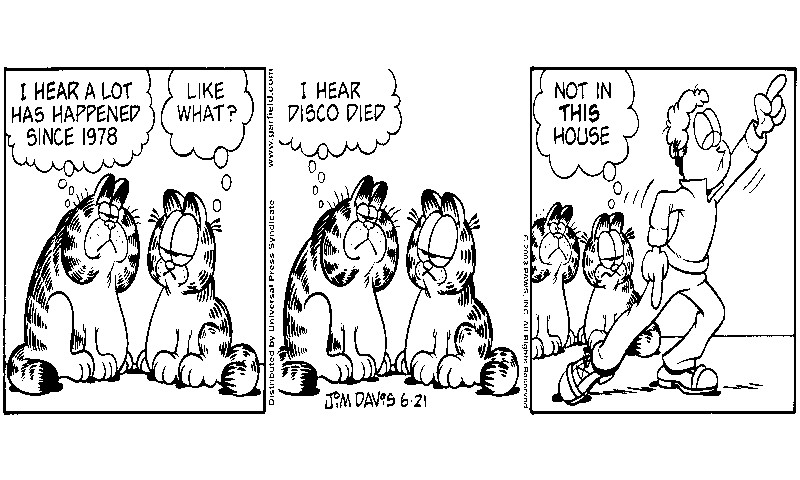 I HEAR A LOT
HAS HAPPENED
SINCE 1978
LIKE
WHAT?
www.garfield.com
Distributed by Universal Press Syndicate
I HEAR
DISCO DIED
JIM DAVIS 6·21
© 2003 PAWS, INC. All Rights Reserved
NOT IN
THIS
HOUSE